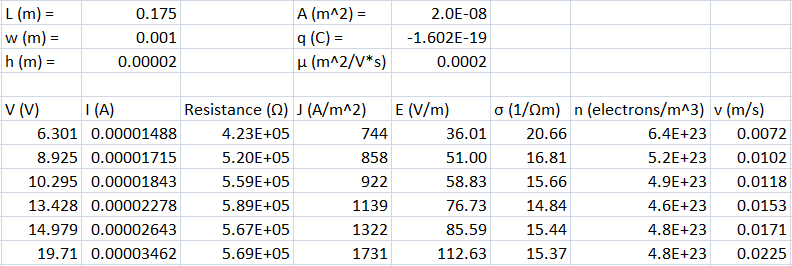 L (m) = 0.175 A (m^2) = 2.0E-08
w (m) = 0.001 q (C) = -1.602E-19
h (m) = 0.00002 μ (m^2/V*s) 0.0002
V (V) I (A) Resistance (Ω) J (A/m^2) E (V/m) σ (1/Ωm) n (electrons/m^3) v (m/s)
6.301 0.00001488 4.23E+05 744 36.01 20.66 6.4E+23 0.0072
8.925 0.00001715 5.20E+05 858 51.00 16.81 5.2E+23 0.0102
10.295 0.00001843 5.59E+05 922 58.83 15.66 4.9E+23 0.0118
13.428 0.00002278 5.89E+05 1139 76.73 14.84 4.6E+23 0.0153
14.979 0.00002643 5.67E+05 1322 85.59 15.44 4.8E+23 0.0171
19.71 0.00003462 5.69E+05 1731 112.63 15.37 4.8E+23 0.0225